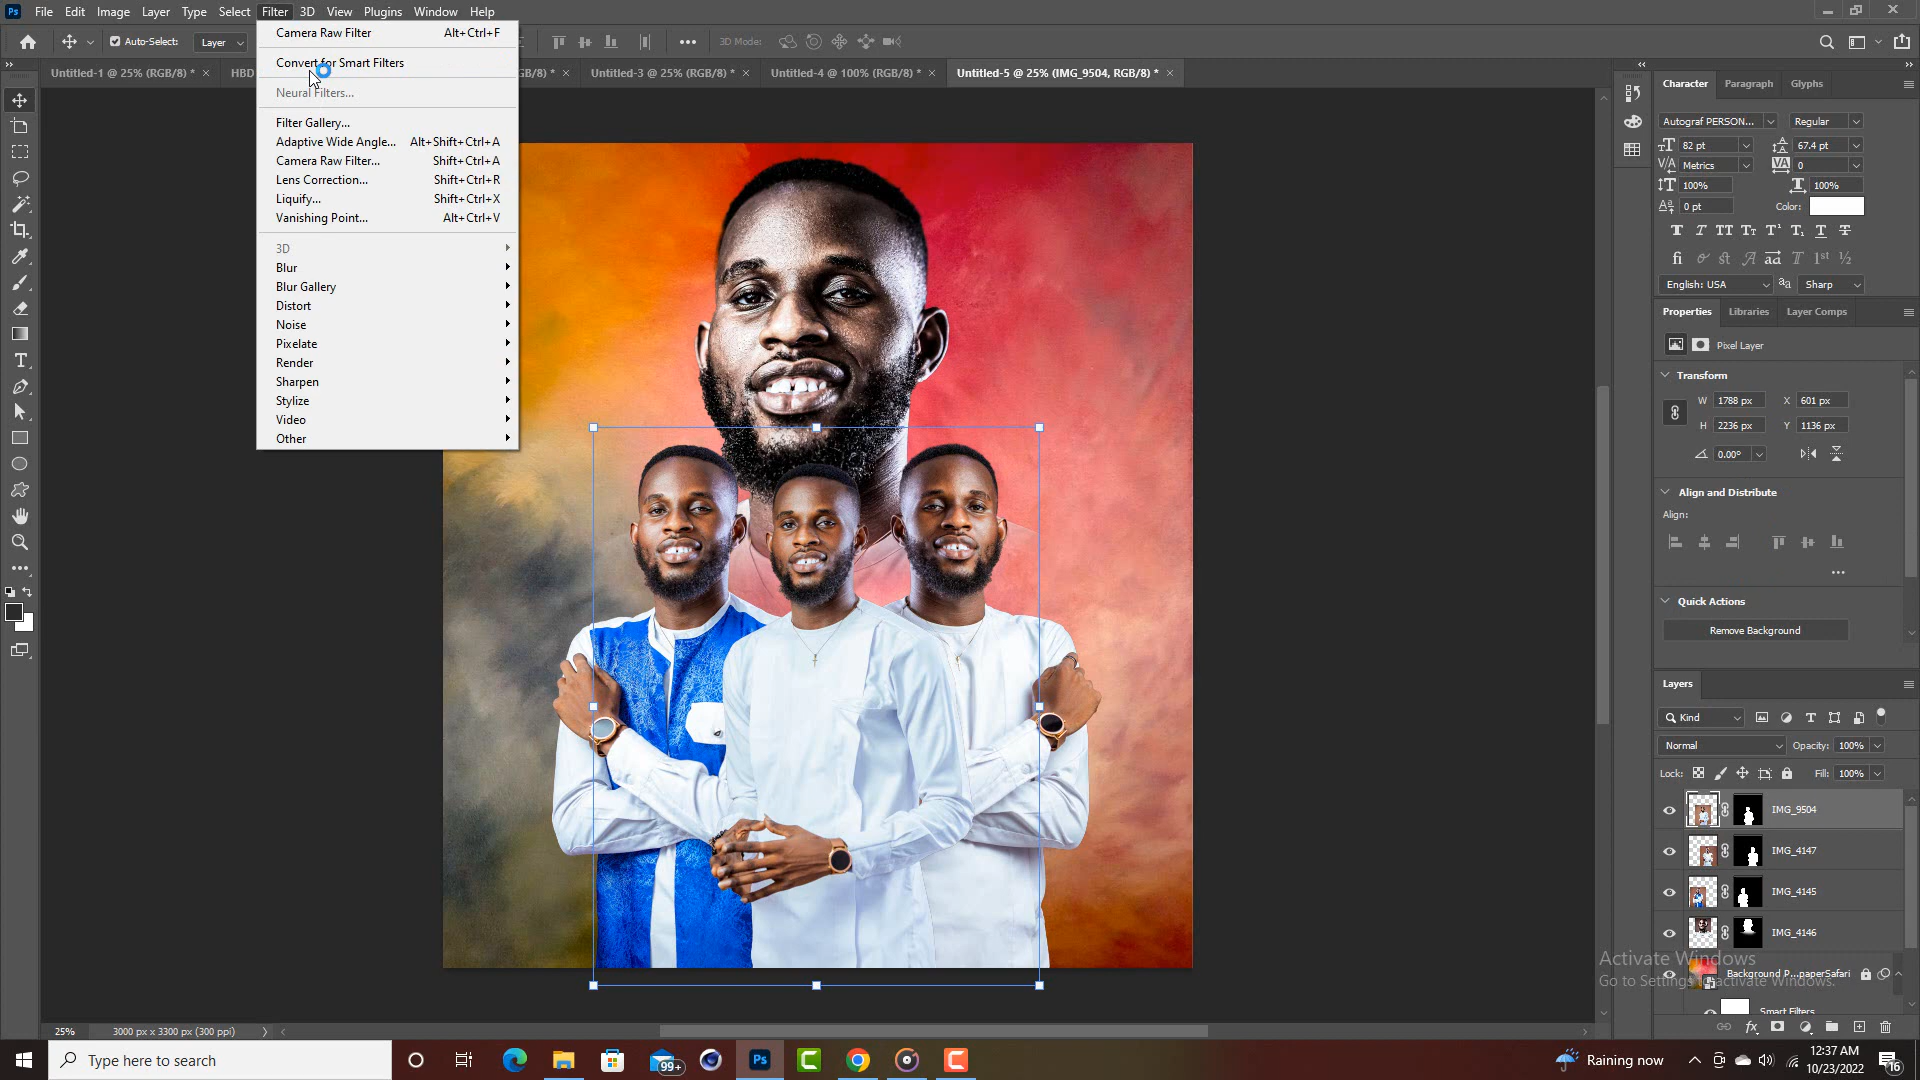 Ps File Edit Image Layer Type Select Filter 3D View Plugins Window Help
Auto-Select: Layer 3D Mode:
Untitled-1 @ 25% (RGB/8) * × HBD GB/8) * × Untitled-3 @ 25% (RGB/8) * × Untitled-4 @ 100% (RGB/8) * × Untitled-5 @ 25% (IMG_9504, RGB/8) * ×
Camera Raw Filter Alt+Ctrl+F
Convert for Smart Filters
Neural Filters...
Filter Gallery...
Adaptive Wide Angle... Alt+Shift+Ctrl+A
Camera Raw Filter... Shift+Ctrl+A
Lens Correction... Shift+Ctrl+R
Liquify... Shift+Ctrl+X
Vanishing Point... Alt+Ctrl+V
3D
Blur
Blur Gallery
Distort
Noise
Pixelate
Render
Sharpen
Stylize
Video
Other
Character Paragraph Glyphs
Autograf PERSON... Regular
82 pt 67.4 pt
Metrics 0
100% 100%
0 pt Color:
English: USA Sharp
Properties Libraries Layer Comps
Pixel Layer
Transform
W 1788 px X 601 px
H 2236 px Y 1136 px
0.00°
Align and Distribute
Align:
Quick Actions
Remove Background
Layers
Kind
Normal Opacity: 100%
Lock: Fill: 100%
IMG_9504
IMG_4147
IMG_4145
IMG_4146
Background P...paperSafari
Smart Filters
Activate Windows
Go to Settings to activate Windows.
25% 3000 px x 3300 px (300 ppi)
Type here to search
99+
Ps
Raining now
12:37 AM
10/23/2022
16